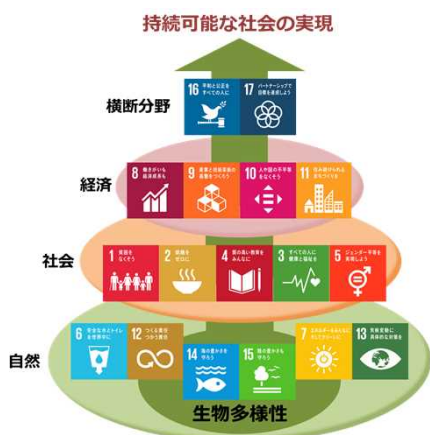 持続可能な社会の実現
横断分野
16 平和と公正を
すべての人に
17 パートナーシップで
目標を達成しよう
経済
8 働きがいも
経済成長も
9 産業と技術革新の
基盤をつくろう
10 人や国の不平等
をなくそう
11 住み続けられる
まちづくりを
社会
1 貧困を
なくそう
2 飢餓を
ゼロに
4 質の高い教育を
みんなに
3 すべての人に
健康と福祉を
5 ジェンダー平等を
実現しよう
自然
6 安全な水とトイレ
を世界中に
12 つくる責任
つかう責任
14 海の豊かさを
守ろう
15 陸の豊かさも
守ろう
7 エネルギーをみんなに
そしてクリーンに
13 気候変動に
具体的な対策を
生物多様性